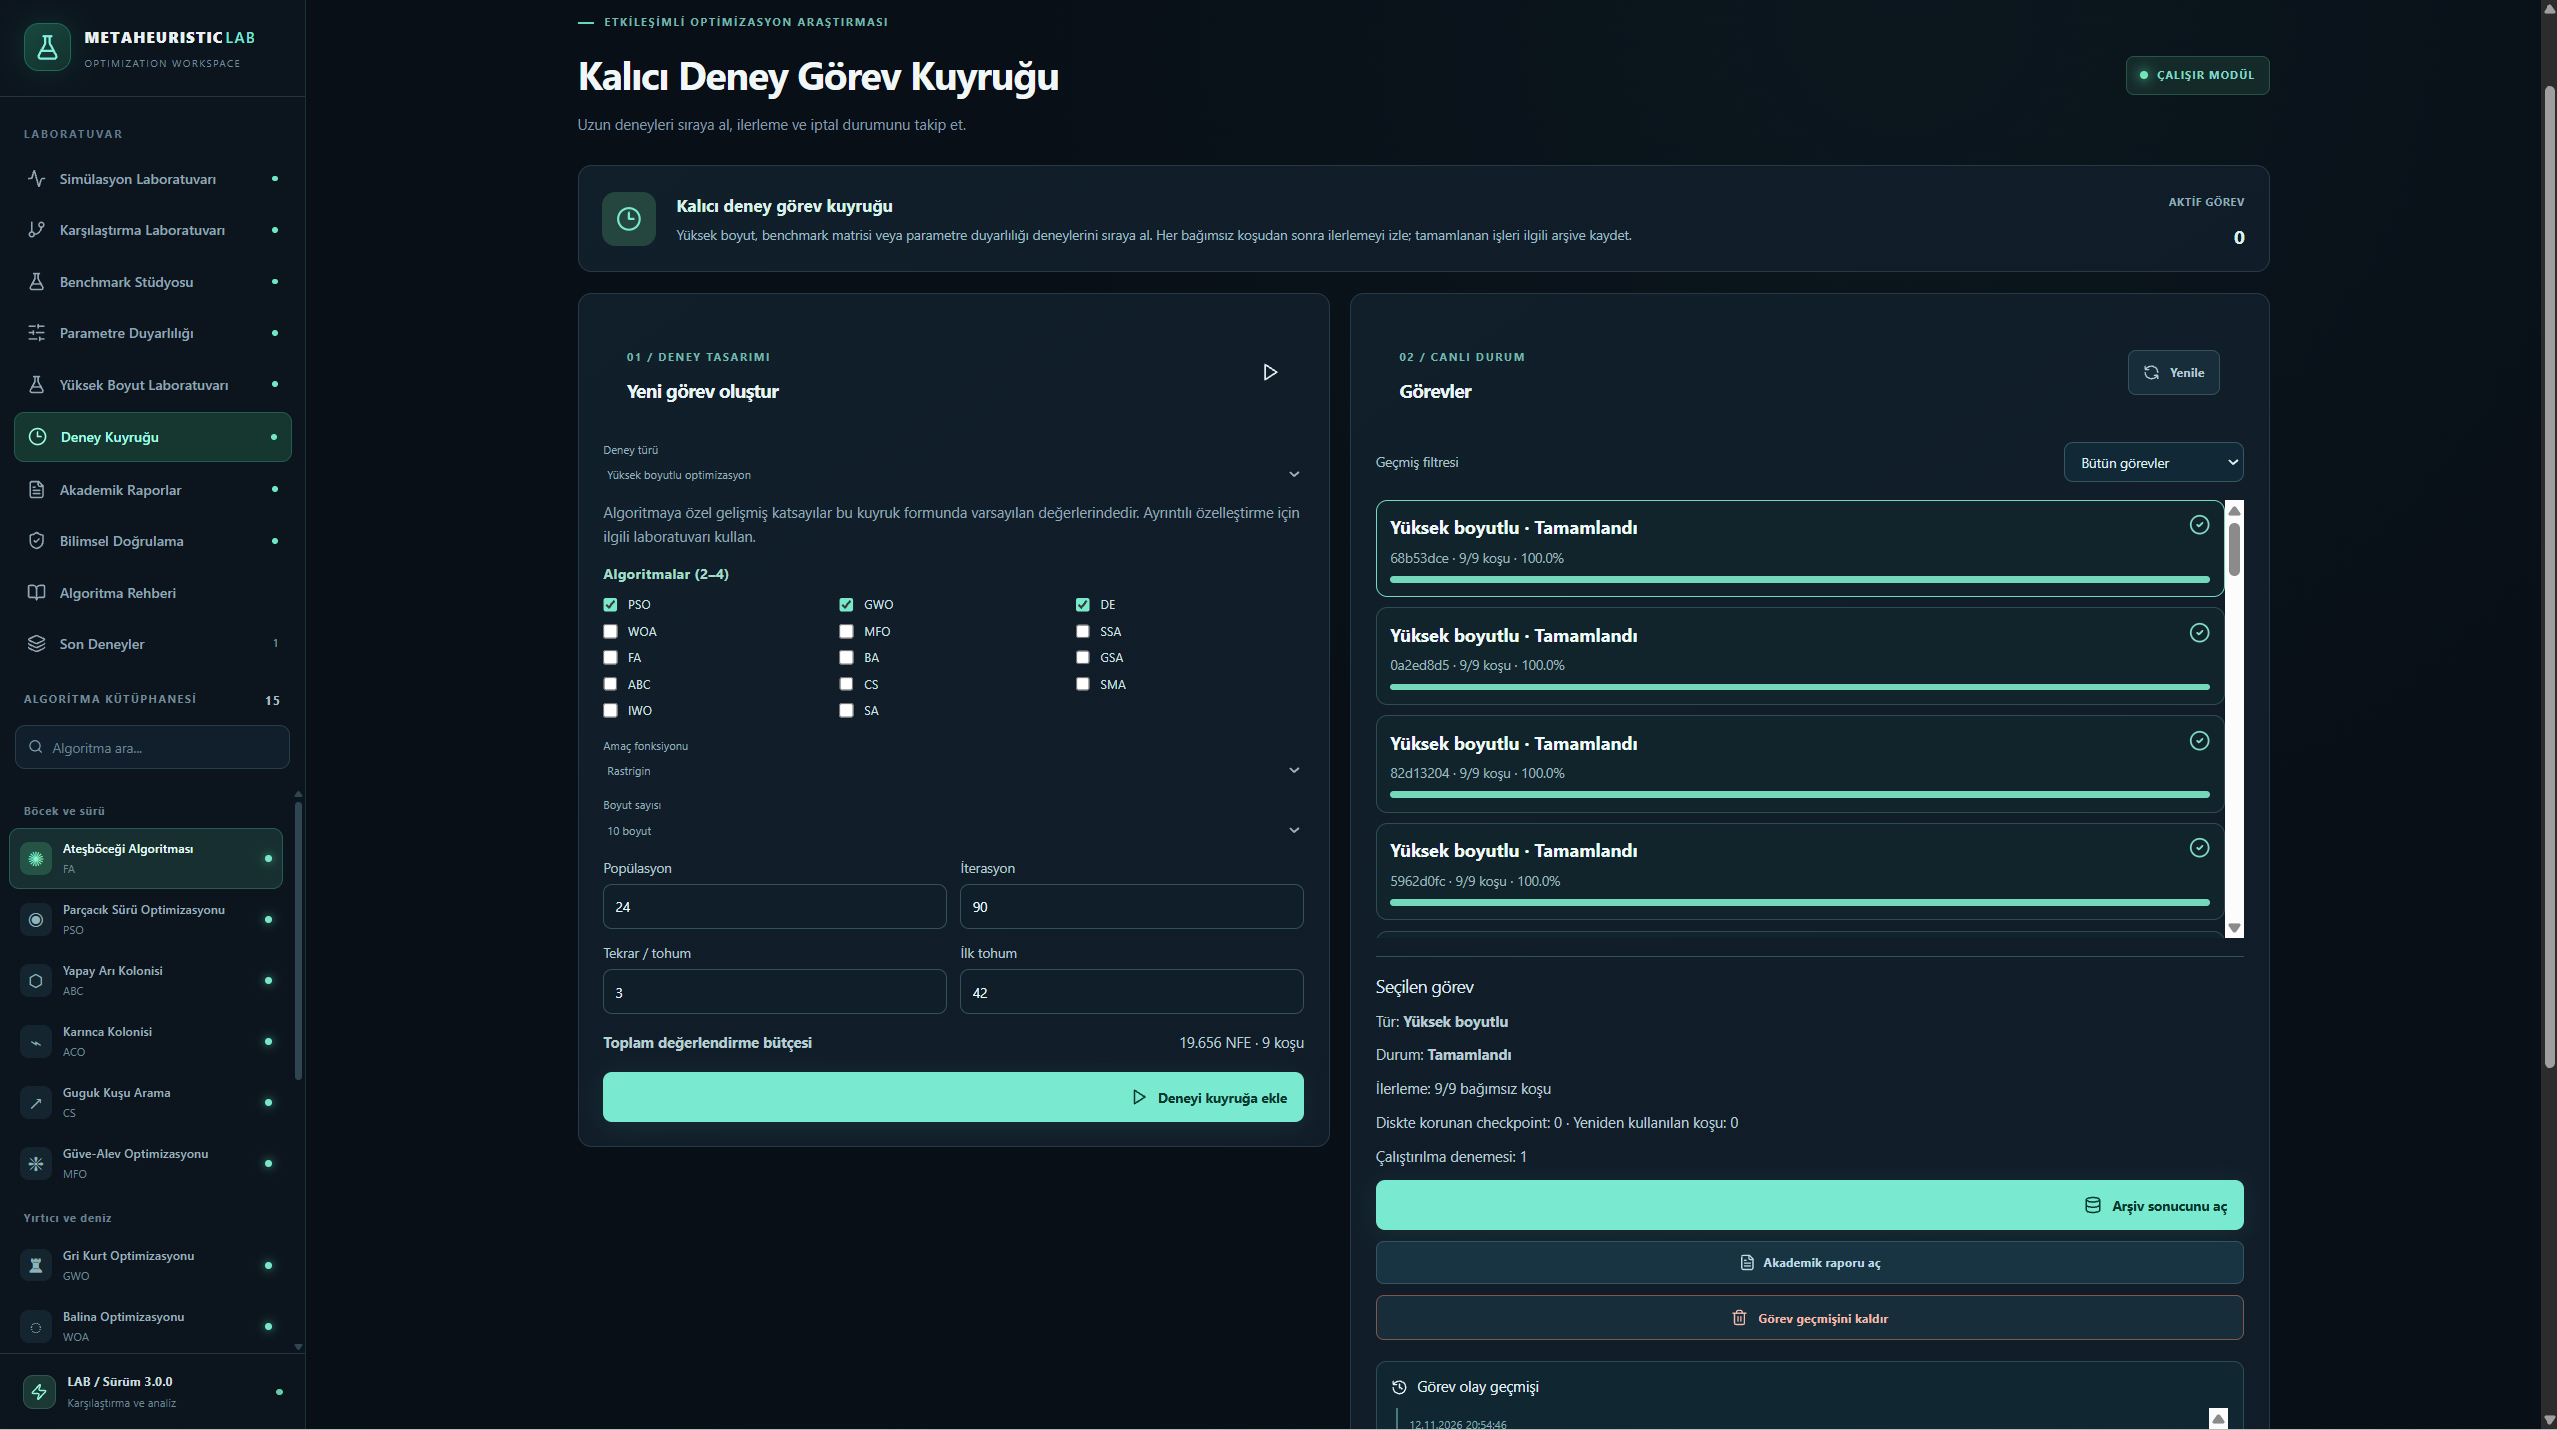 METAHEURISTIC LAB
OPTIMIZATION WORKSPACE
LABORATUVAR
Simülasyon Laboratuvarı
Karşılaştırma Laboratuvarı
Benchmark Stüdyosu
Parametre Duyarlılığı
Yüksek Boyut Laboratuvarı
Deney Kuyruğu
Akademik Raporlar
Bilimsel Doğrulama
Algoritma Rehberi
Son Deneyler 1
ALGORİTMA KÜTÜPHANESİ 15
Algoritma ara...
Böcek ve sürü
Ateşböceği Algoritması
FA
Parçacık Sürü Optimizasyonu
PSO
Yapay Arı Kolonisi
ABC
Karınca Kolonisi
ACO
Guguk Kuşu Arama
CS
Güve-Alev Optimizasyonu
MFO
Yırtıcı ve deniz
Gri Kurt Optimizasyonu
GWO
Balina Optimizasyonu
WOA
LAB / Sürüm 3.0.0
Karşılaştırma ve analiz
ETKİLEŞİMLİ OPTİMİZASYON ARAŞTIRMASI
Kalıcı Deney Görev Kuyruğu
Uzun deneyleri sıraya al, ilerleme ve iptal durumunu takip et.
ÇALIŞIR MODÜL
Kalıcı deney görev kuyruğu
Yüksek boyut, benchmark matrisi veya parametre duyarlılığı deneylerini sıraya al. Her bağımsız koşudan sonra ilerlemeyi izle; tamamlanan işleri ilgili arşive kaydet.
AKTİF GÖREV
0
01 / DENEY TASARIMI
Yeni görev oluştur
Deney türü
Yüksek boyutlu optimizasyon
Algoritmaya özel gelişmiş katsayılar bu kuyruk formunda varsayılan değerlerindedir. Ayrıntılı özelleştirme için
ilgili laboratuvarı kullan.
Algoritmalar (2–4)
PSO GWO DE
WOA MFO SSA
FA BA GSA
ABC CS SMA
IWO SA
Amaç fonksiyonu
Rastrigin
Boyut sayısı
10 boyut
Popülasyon İterasyon
24 90
Tekrar / tohum İlk tohum
3 42
Toplam değerlendirme bütçesi 19.656 NFE · 9 koşu
Deneyi kuyruğa ekle
02 / CANLI DURUM
Görevler
Yenile
Geçmiş filtresi
Bütün görevler
Yüksek boyutlu · Tamamlandı
68b53dce · 9/9 koşu · 100.0%
Yüksek boyutlu · Tamamlandı
0a2ed8d5 · 9/9 koşu · 100.0%
Yüksek boyutlu · Tamamlandı
82d13204 · 9/9 koşu · 100.0%
Yüksek boyutlu · Tamamlandı
5962d0fc · 9/9 koşu · 100.0%
Seçilen görev
Tür: Yüksek boyutlu
Durum: Tamamlandı
İlerleme: 9/9 bağımsız koşu
Diskte korunan checkpoint: 0 · Yeniden kullanılan koşu: 0
Çalıştırılma denemesi: 1
Arşiv sonucunu aç
Akademik raporu aç
Görev geçmişini kaldır
Görev olay geçmişi
12.11.2026 20:54:46